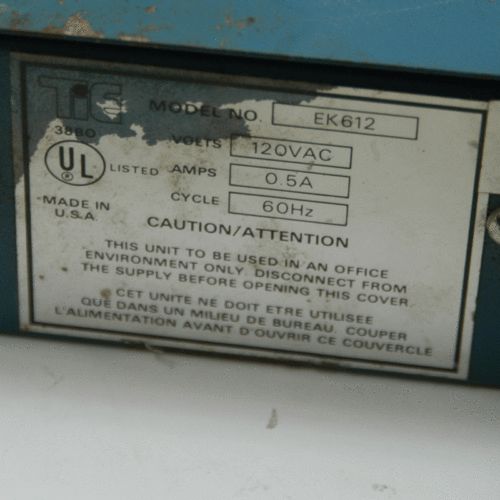 TIC
MODEL NO. EK612
38BO
VOLTS 120VAC
UL LISTED AMPS 0.5A
CYCLE 60Hz
MADE IN
U.S.A.
CAUTION/ATTENTION
THIS UNIT TO BE USED IN AN OFFICE
ENVIRONMENT ONLY. DISCONNECT FROM
THE SUPPLY BEFORE OPENING THIS COVER.
CET UNITE NE DOIT ETRE UTILISEE
QUE DANS UN MILIEU DE BUREAU. COUPER
L'ALIMENTATION AVANT D'OUVRIR CE COUVERCLE